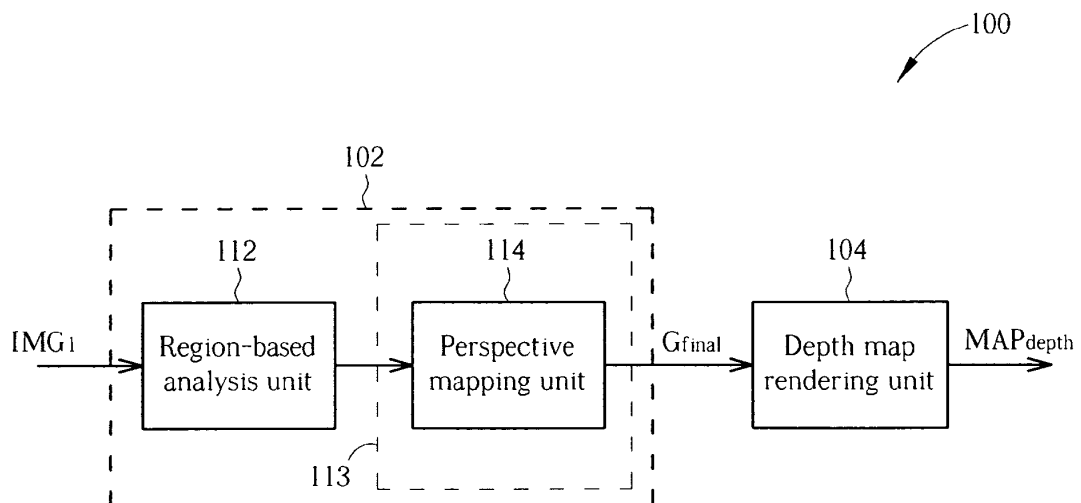 100
102
112
114
104
IMG1
Region-based
analysis unit
Perspective
mapping unit
Gfinal
Depth map
rendering unit
MAPdepth
113